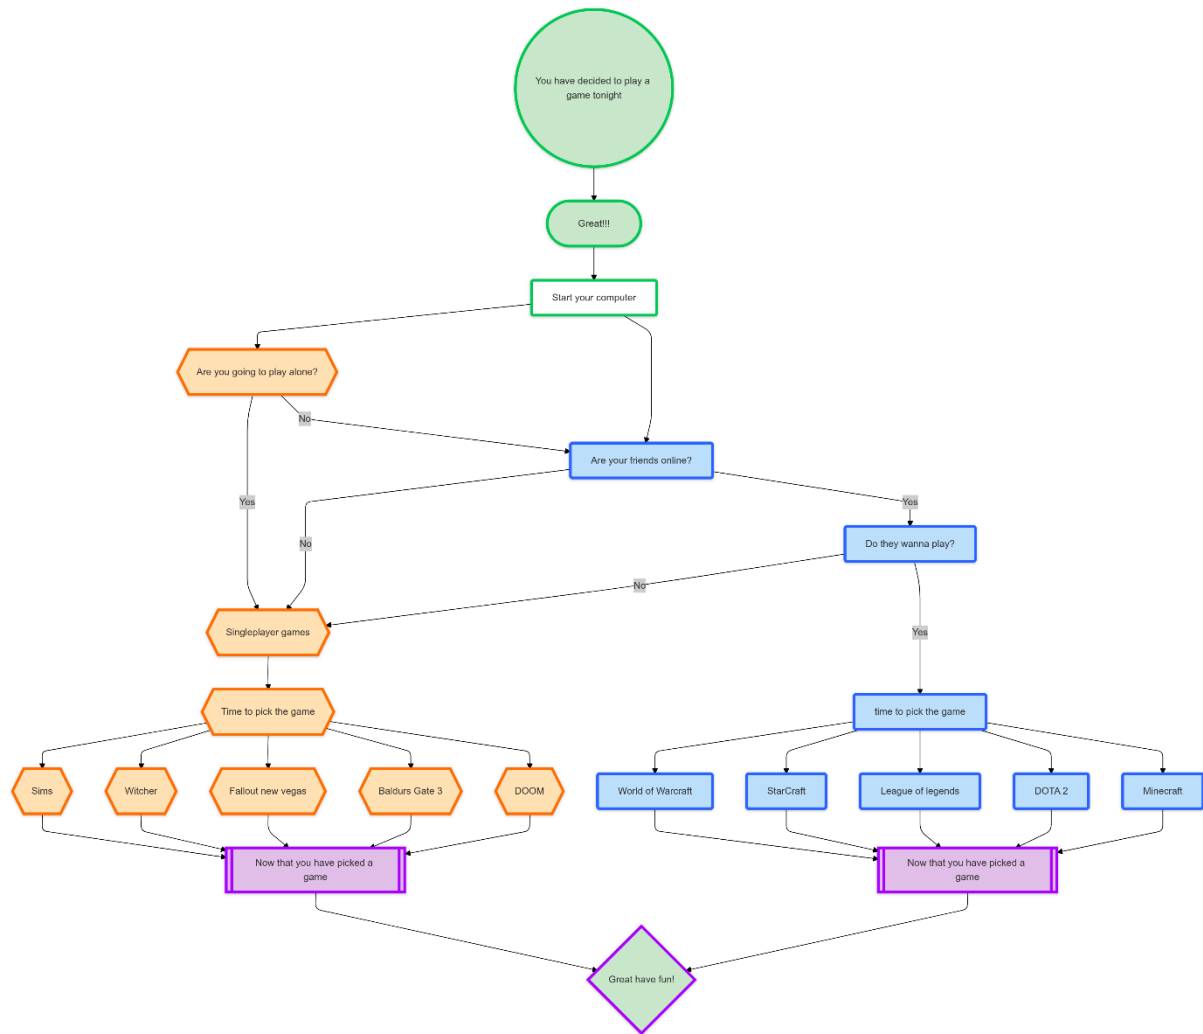 You have decided to play a
game tonight
Great!!!
Start your computer
Are you going to play alone?
No
Are your friends online?
Yes
Yes
No
Do they wanna play?
No
Singleplayer games
Yes
Time to pick the game
time to pick the game
Sims
Witcher
Fallout new vegas
Baldurs Gate 3
DOOM
World of Warcraft
StarCraft
League of legends
DOTA 2
Minecraft
Now that you have picked a
game
Now that you have picked a
game
Great have fun!